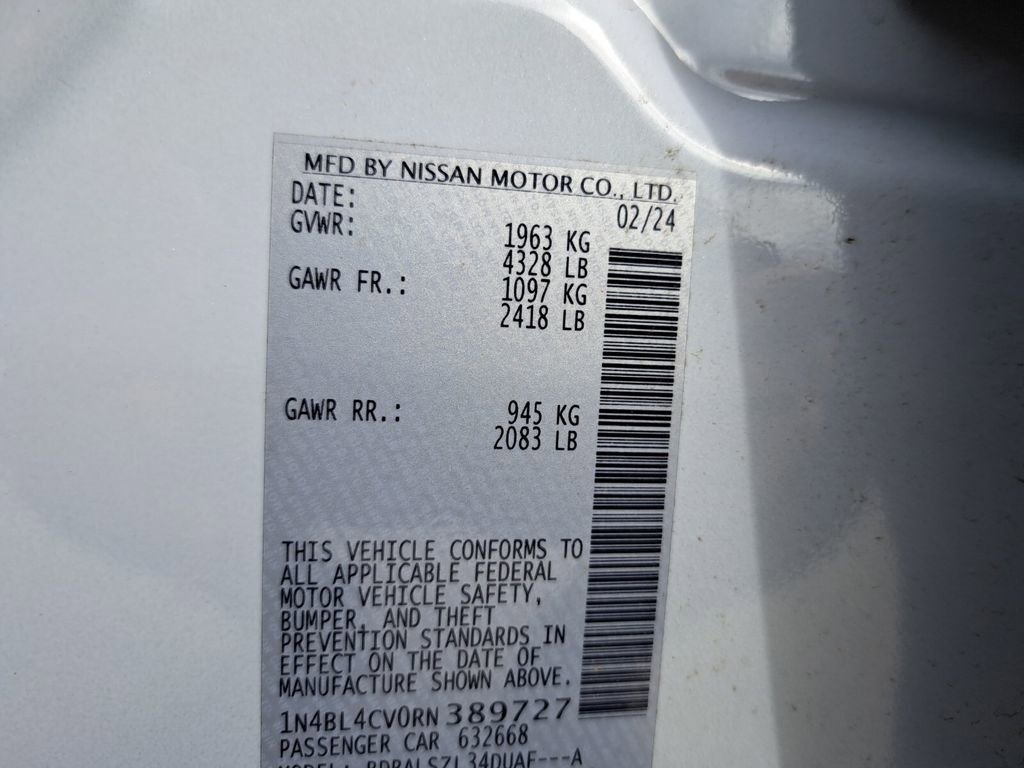 MFD BY NISSAN MOTOR CO., LTD.
DATE: 02/24
GVWR: 1963 KG
4328 LB
GAWR FR.: 1097 KG
2418 LB
GAWR RR.: 945 KG
2083 LB
THIS VEHICLE CONFORMS TO
ALL APPLICABLE FEDERAL
MOTOR VEHICLE SAFETY,
BUMPER, AND THEFT
PREVENTION STANDARDS IN
EFFECT ON THE DATE OF
MANUFACTURE SHOWN ABOVE.
1N4BL4CV0RN389727
PASSENGER CAR 632668
MODEL: